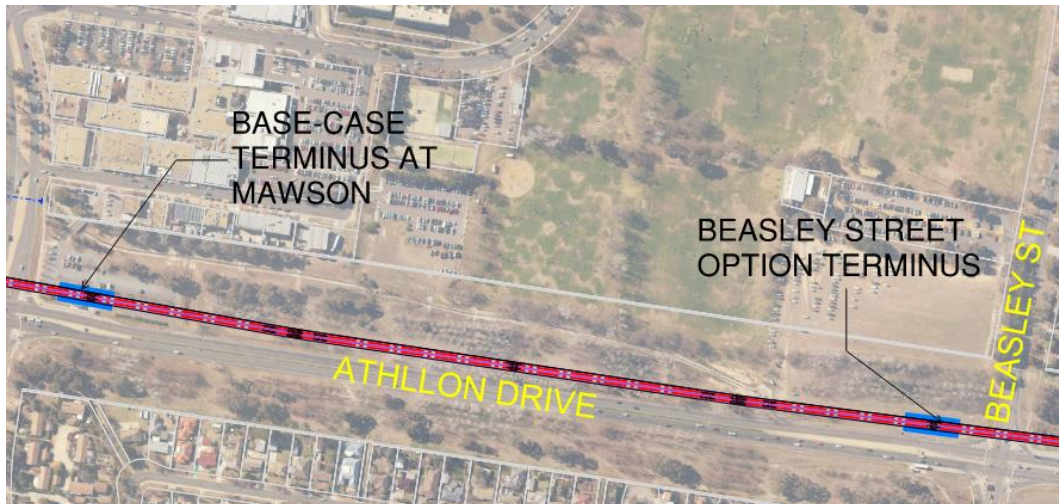 BASE-CASE
TERMINUS AT
MAWSON
BEASLEY STREET
OPTION TERMINUS
BEASLEY ST
ATHLLON DRIVE